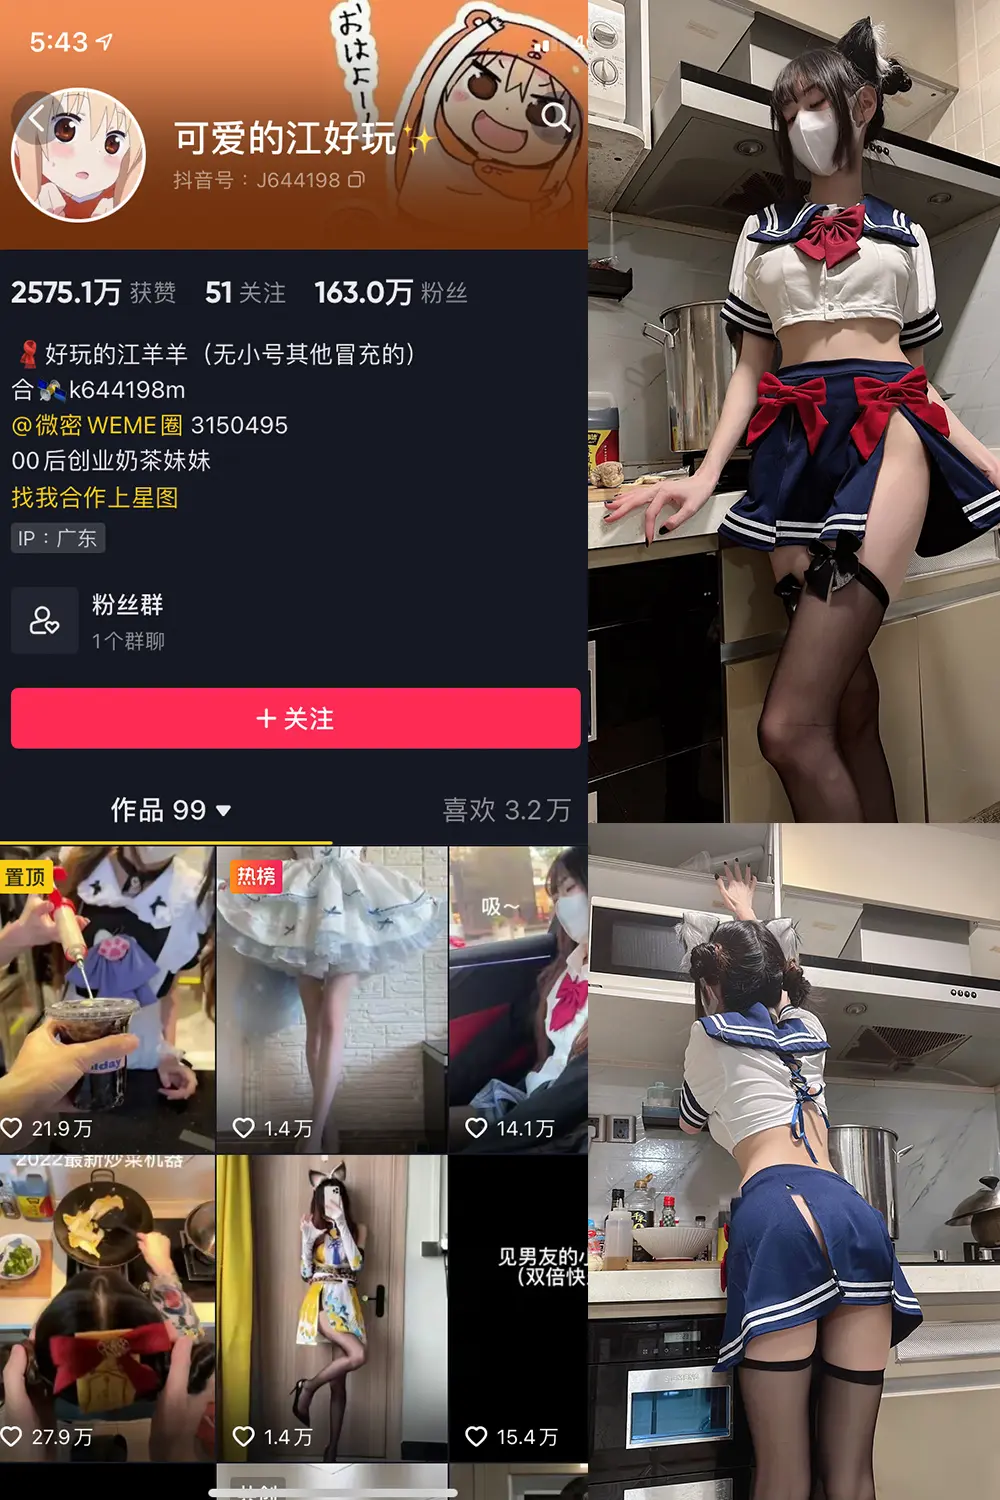 5:43
おはよー
可爱的江好玩✨
抖音号：J644198
2575.1万 获赞 51 关注 163.0万 粉丝
好玩的江羊羊（无小号其他冒充的）
合🛰k644198m
@微密 WEME圈 3150495
00后创业奶茶妹妹
找我合作上星图
IP：广东
粉丝群
1个群聊
+ 关注
作品 99 喜欢 3.2万
置顶
热榜
吸～
21.9万
1.4万
14.1万
2022最新炒菜机器
见男友的
（双倍快
27.9万
1.4万
15.4万